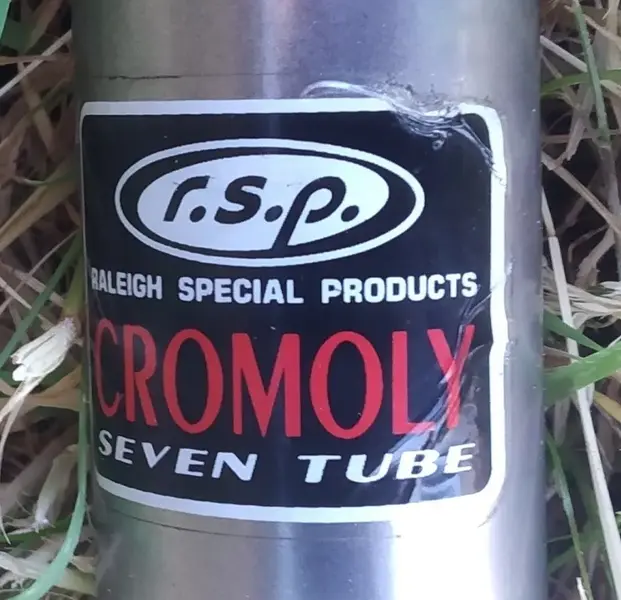 r.s.p.
RALEIGH SPECIAL PRODUCTS
CROMOLY
SEVEN TUBE